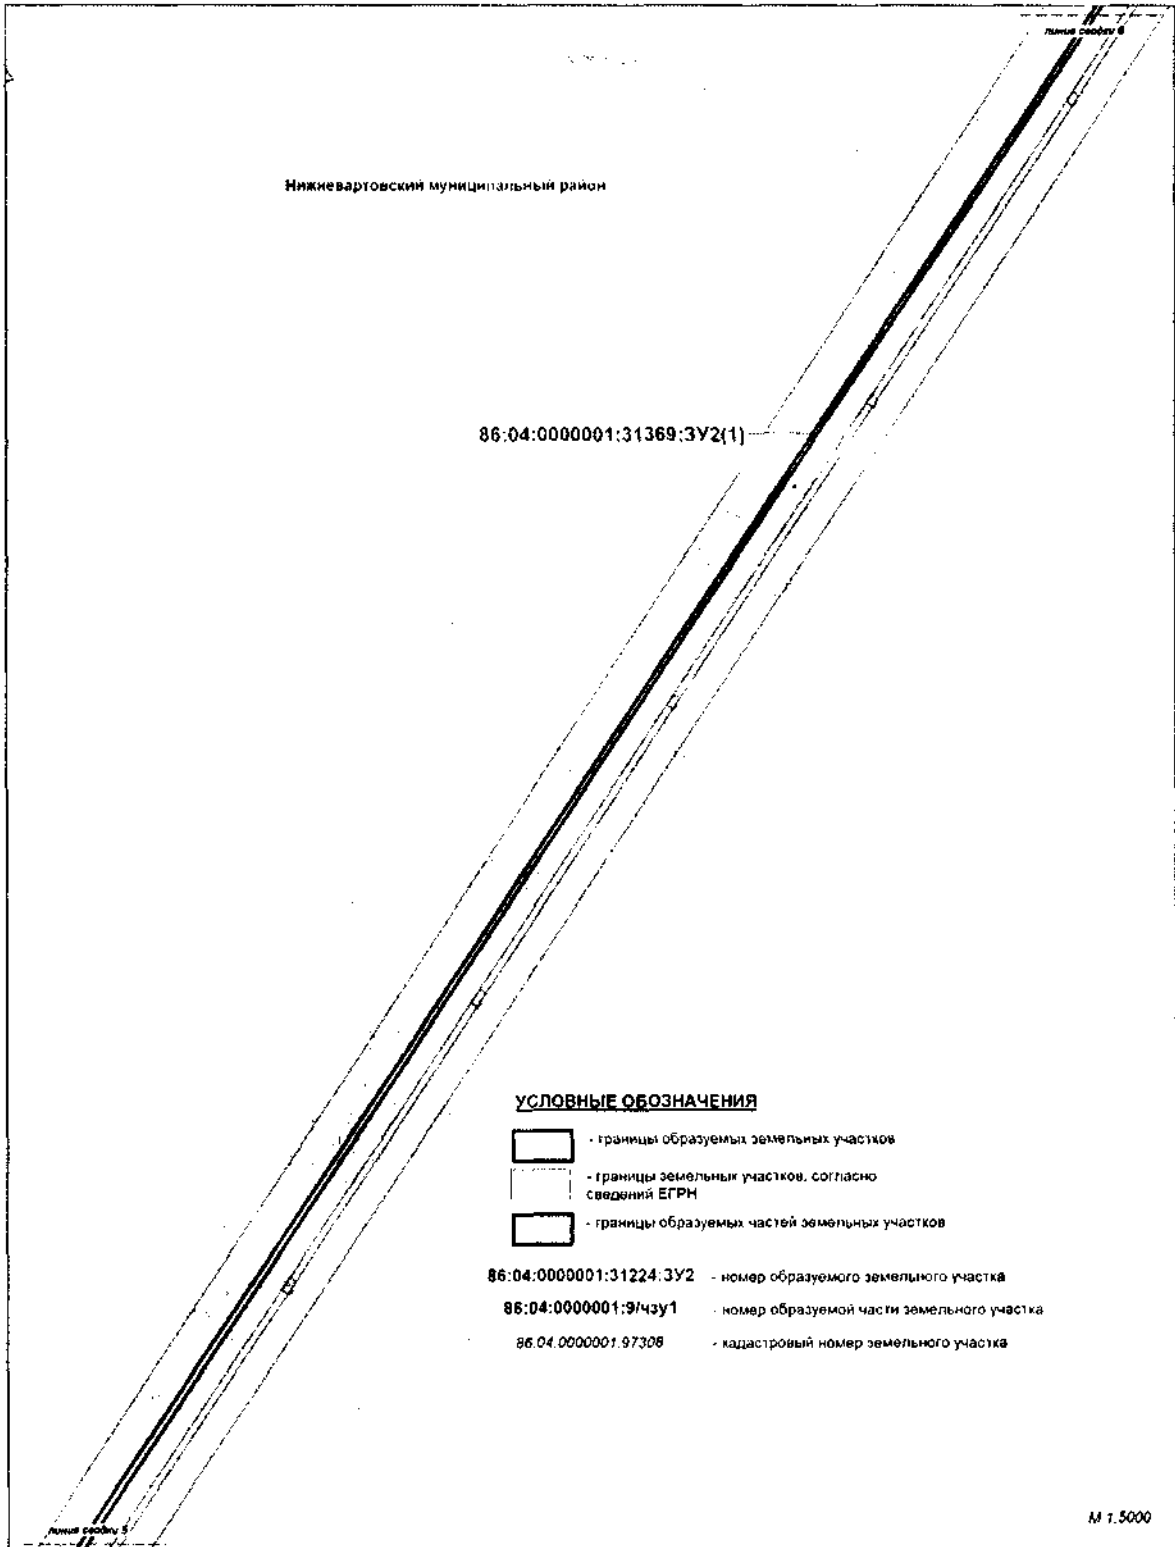 линия сводки 6
Нижневартовский муниципальный район
86:04:0000001:31369:ЗУ2(1)
УСЛОВНЫЕ ОБОЗНАЧЕНИЯ
- границы образуемых земельных участков
- границы земельных участков, согласно
сведений ЕГРН
- границы образуемых частей земельных участков
86:04:0000001:31224:ЗУ2 - номер образуемого земельного участка
86:04:0000001:9/чзу1 - номер образуемой части земельного участка
86:04:0000001:97308 - кадастровый номер земельного участка
линия сводки 5
М 1:5000